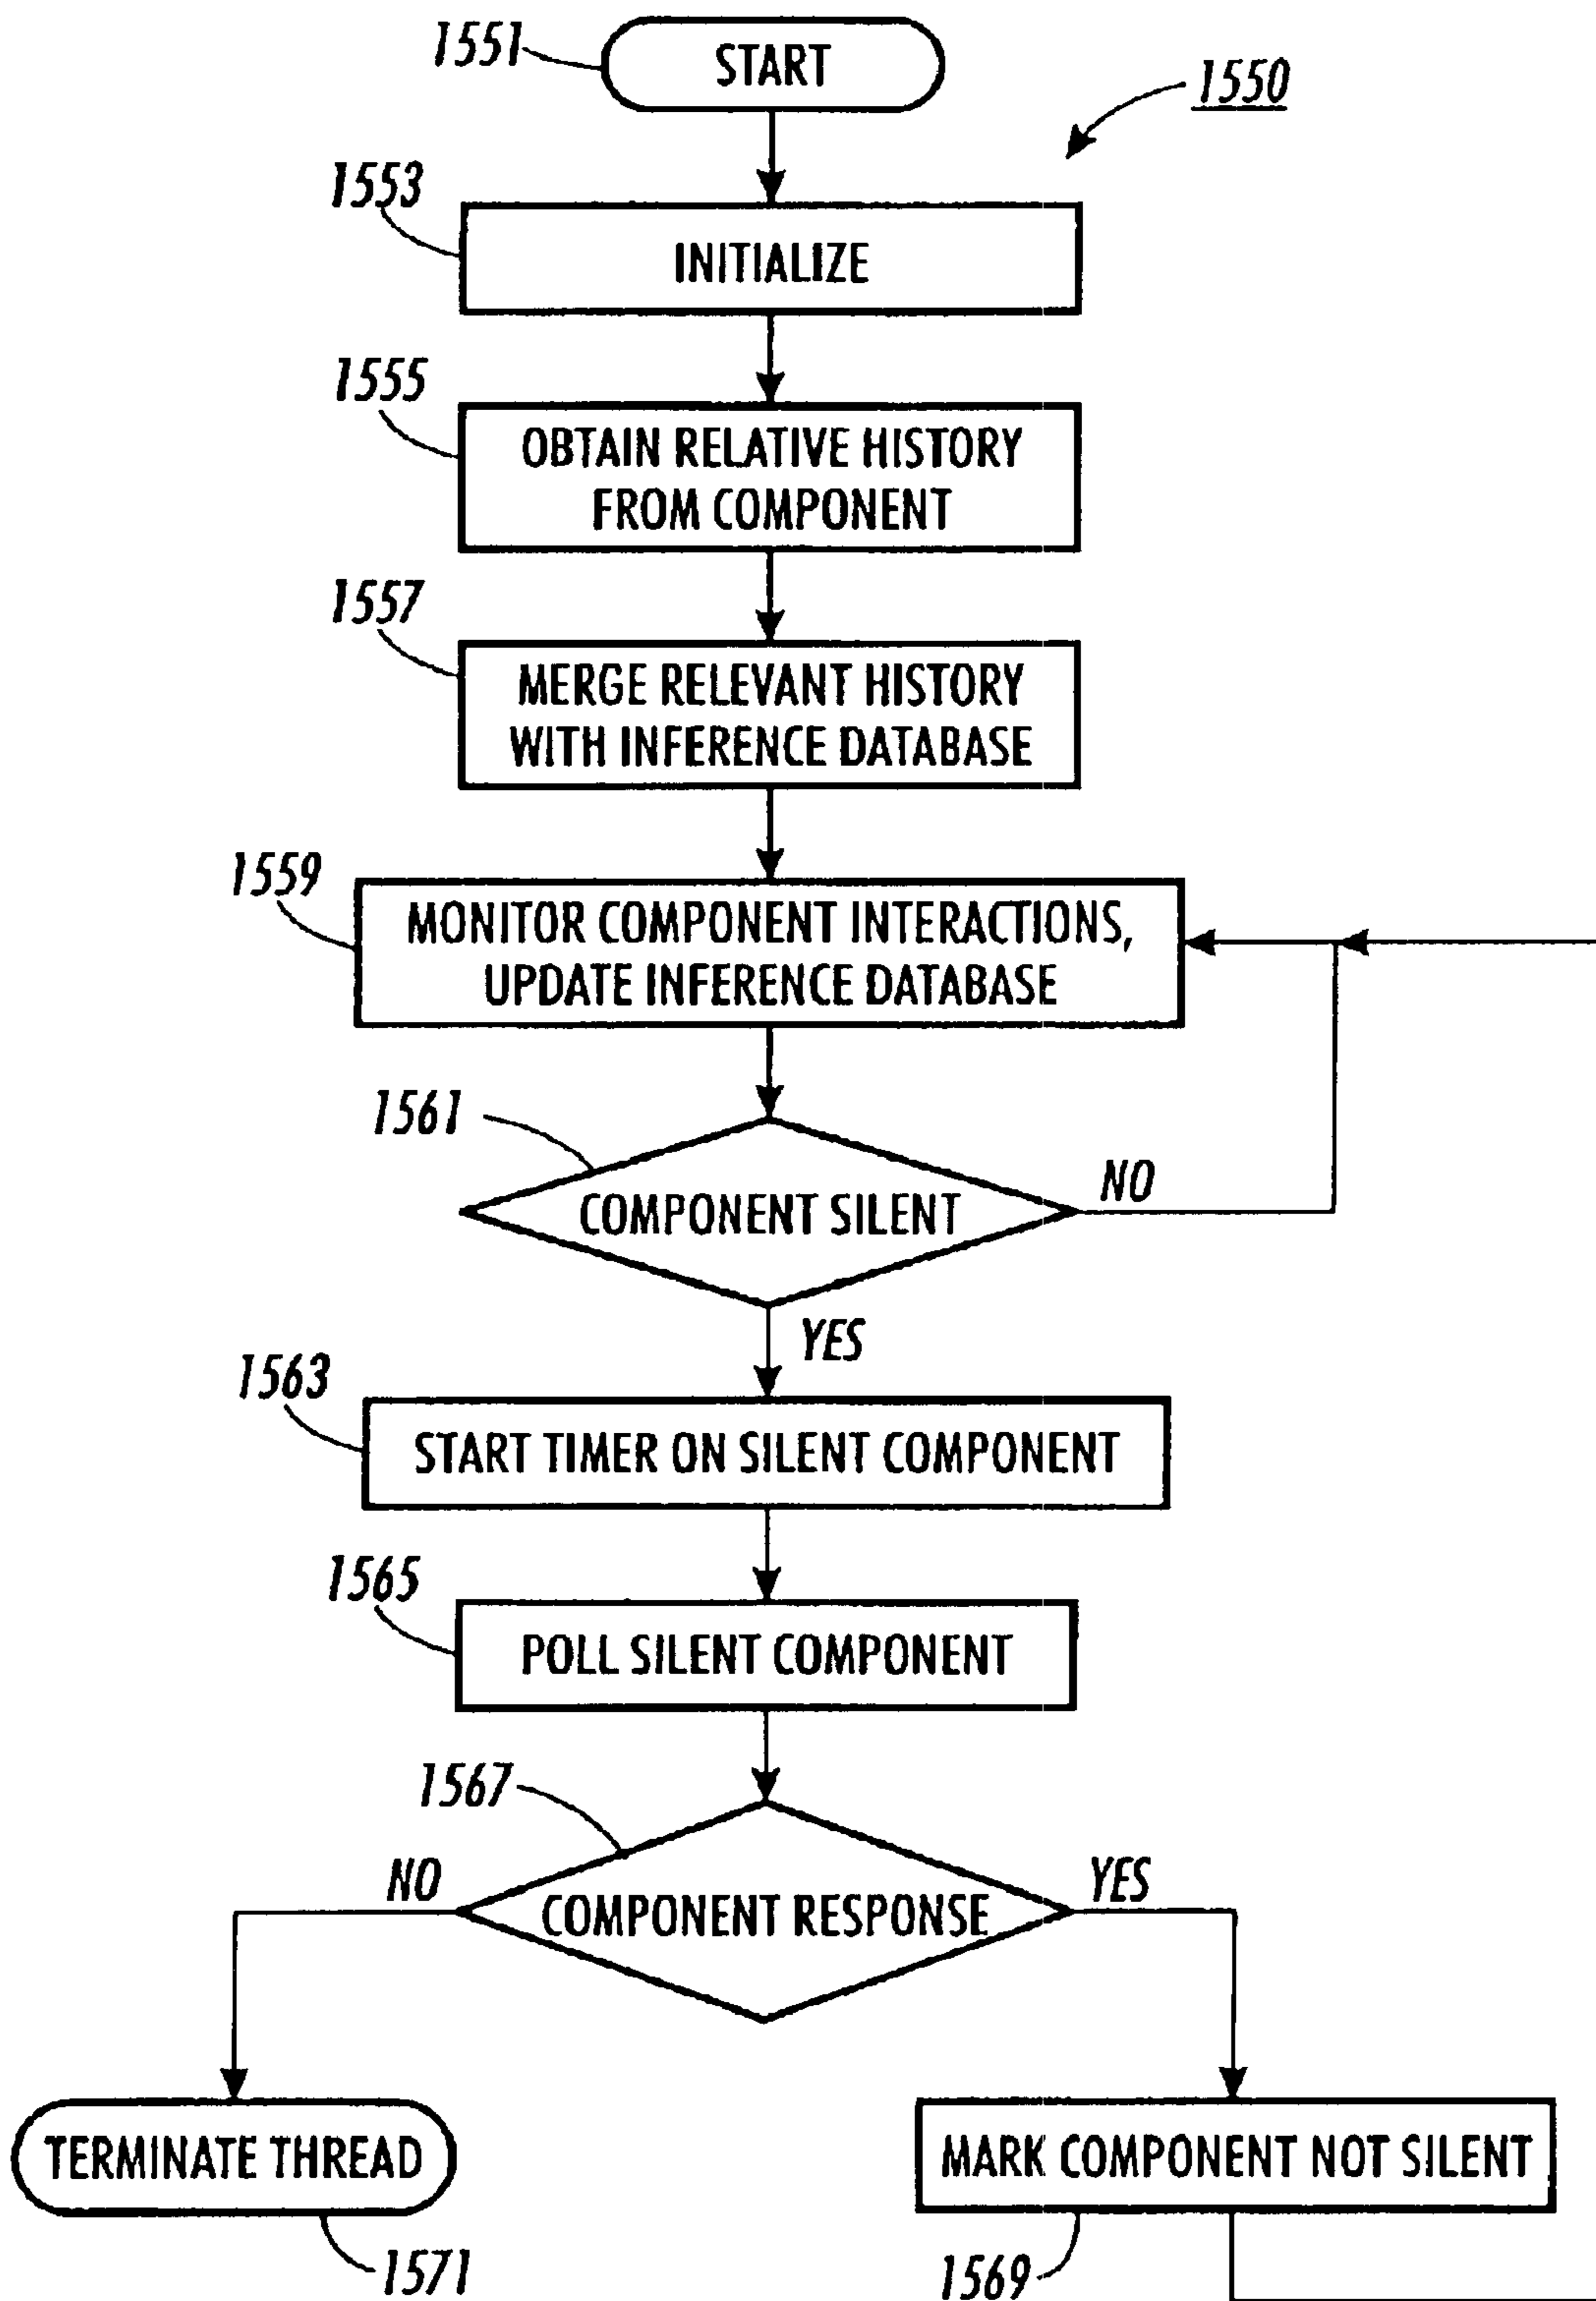 1551
START
1550
1553
INITIALIZE
1555
OBTAIN RELATIVE HISTORY
FROM COMPONENT
1557
MERGE RELEVANT HISTORY
WITH INFERENCE DATABASE
1559
MONITOR COMPONENT INTERACTIONS,
UPDATE INFERENCE DATABASE
1561
COMPONENT SILENT
NO
YES
1563
START TIMER ON SILENT COMPONENT
1565
POLL SILENT COMPONENT
1567
NO
COMPONENT RESPONSE
YES
TERMINATE THREAD
MARK COMPONENT NOT SILENT
1571
1569